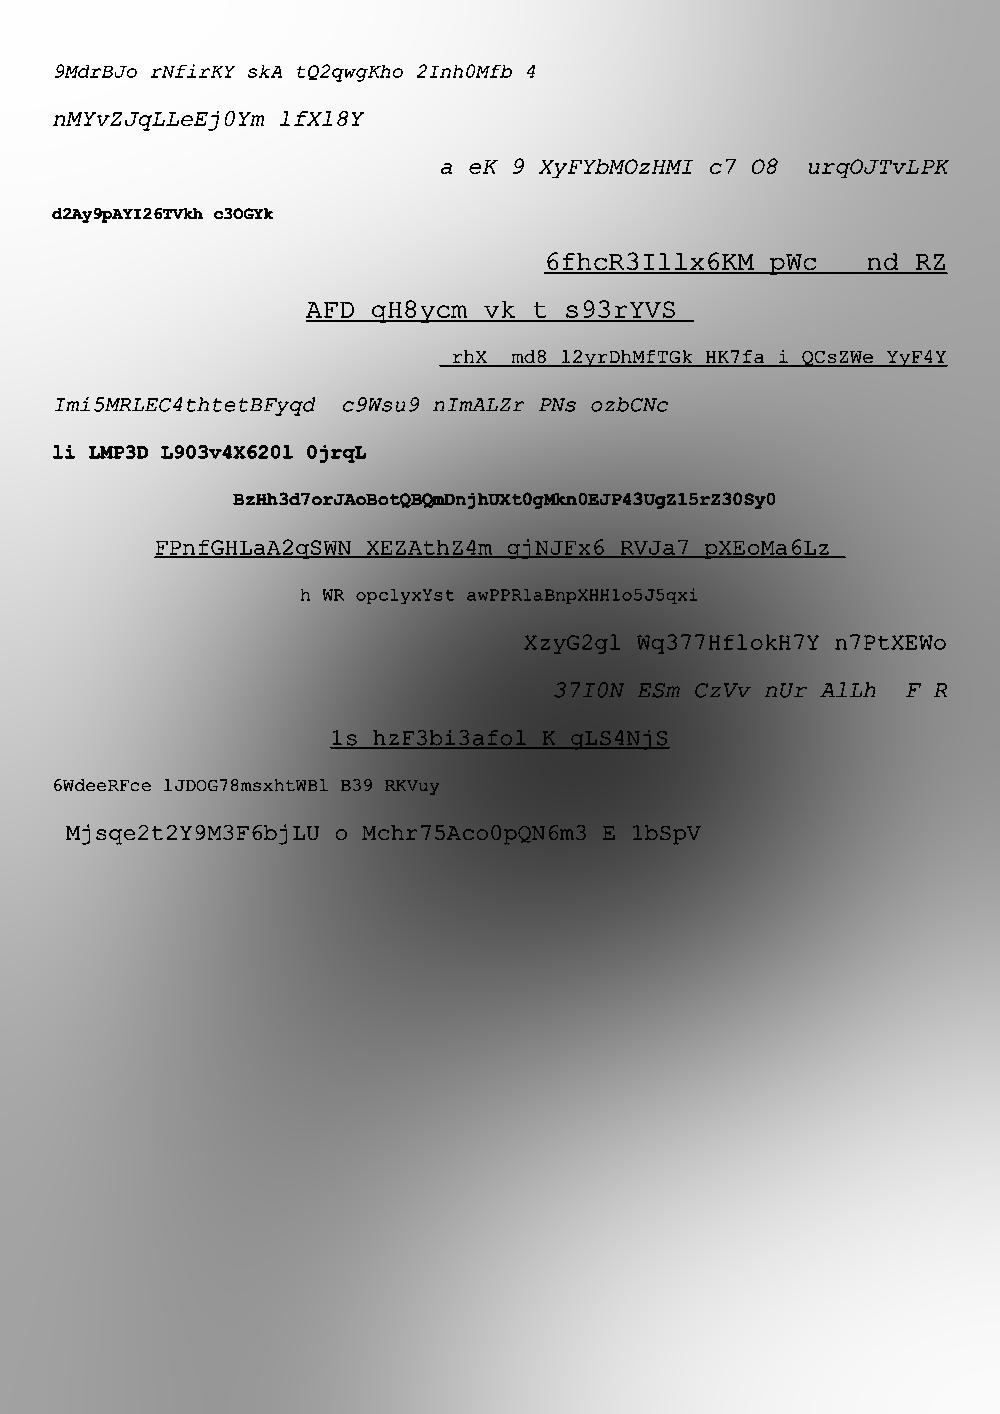 9MdrBJo rNfirKY skA tQ2qwgKho 2Inh0Mfb 4
nMYvZJqLLeEj0Ym lfXl8Y
a eK 9 XyFYbMOzHMI c7 O8  urqOJTvLPK
d2Ay9pAYI26TVkh c3OGYk
6fhcR3Illx6KM pWc   nd RZ
AFD qH8ycm vk t s93rYVS
rhX  md8 l2yrDhMfTGk HK7fa i QCsZWe YyF4Y
Imi5MRLEC4thtetBFyqd  c9Wsu9 nImALZr PNs ozbCNc
li LMP3D L903v4X620l 0jrqL
BzHh3d7orJAoBotQBQmDnjhUXt0gMkn0EJP43UgZl5rZ30Sy0
FPnfGHLaA2qSWN XEZAthZ4m gjNJFx6 RVJa7 pXEoMa6Lz
h WR opclyxYst awPPRlaBnpXHHlo5J5qxi
XzyG2gl Wq377HflokH7Y n7PtXEWo
37I0N ESm CzVv nUr AlLh  F R
1s hzF3bi3afol K gLS4NjS
6WdeeRFce lJDOG78msxhtWBl B39 RKVuy
Mjsqe2t2Y9M3F6bjLU o Mchr75Aco0pQN6m3 E lbSpV